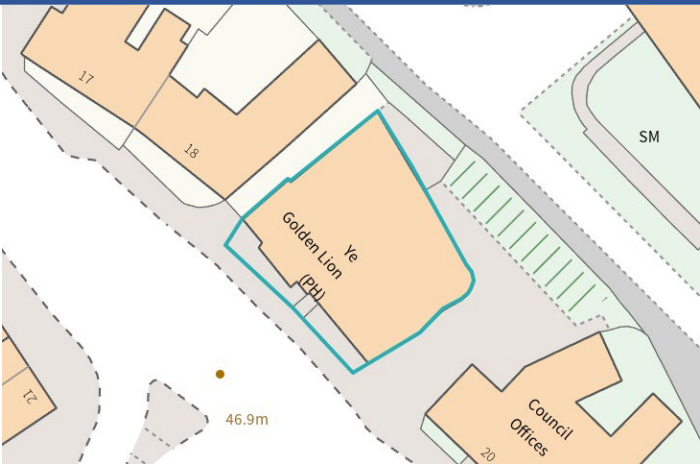 17
18
SM
Ye
Golden Lion
(PH)
21
46.9m
Council
Offices
20